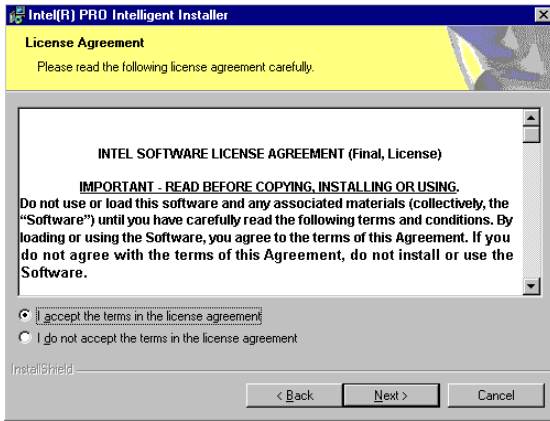 Intel(R) PRO Intelligent Installer
License Agreement
Please read the following license agreement carefully.
INTEL SOFTWARE LICENSE AGREEMENT (Final, License)
IMPORTANT - READ BEFORE COPYING, INSTALLING OR USING.
Do not use or load this software and any associated materials (collectively, the
“Software”) until you have carefully read the following terms and conditions. By
loading or using the Software, you agree to the terms of this Agreement. If you
do not agree with the terms of this Agreement, do not install or use the
Software.
I accept the terms in the license agreement
I do not accept the terms in the license agreement
InstallShield
< Back
Next >
Cancel